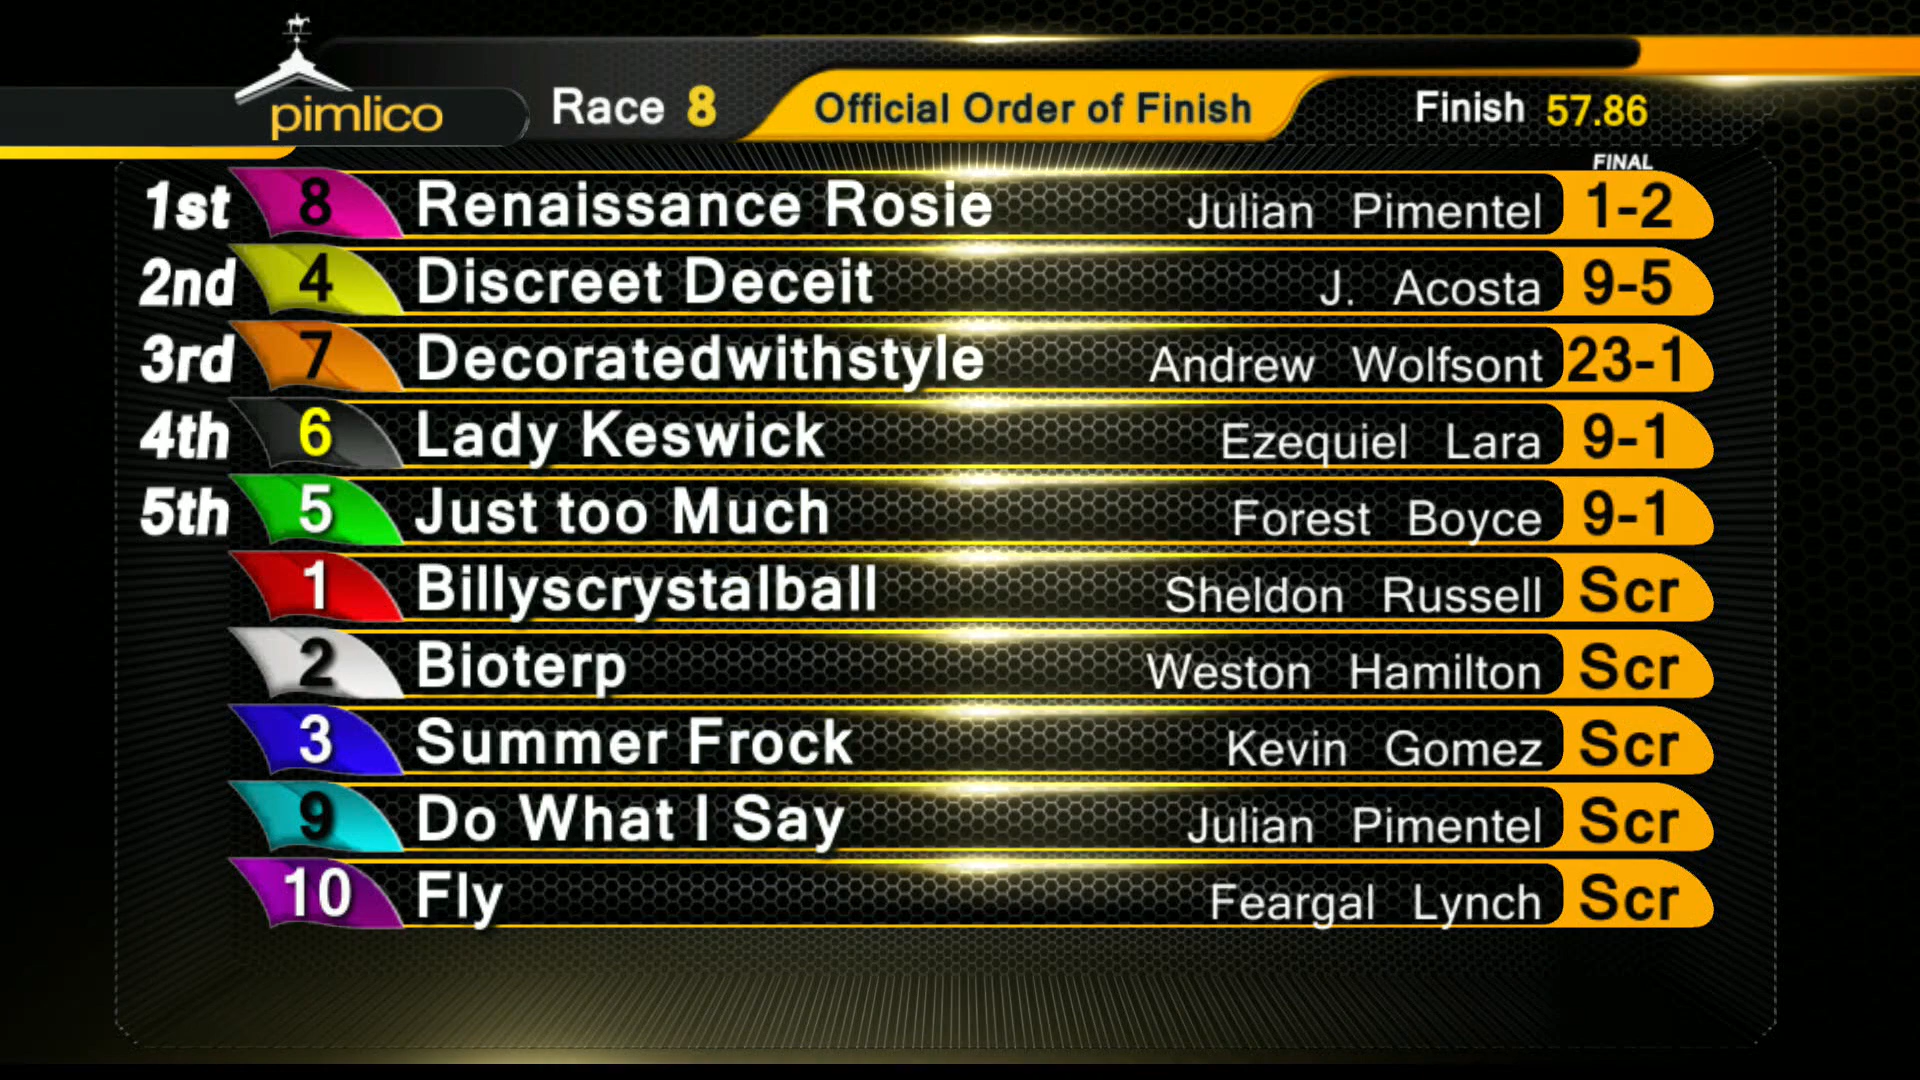 pimlico Race 8 Official Order of Finish Finish 57.86
FINAL
1st 8 Renaissance Rosie Julian Pimentel 1-2
2nd 4 Discreet Deceit J. Acosta 9-5
3rd 7 Decoratedwithstyle Andrew Wolfsont 23-1
4th 6 Lady Keswick Ezequiel Lara 9-1
5th 5 Just too Much Forest Boyce 9-1
1 Billyscrystalball Sheldon Russell Scr
2 Bioterp Weston Hamilton Scr
3 Summer Frock Kevin Gomez Scr
9 Do What I Say Julian Pimentel Scr
10 Fly Feargal Lynch Scr